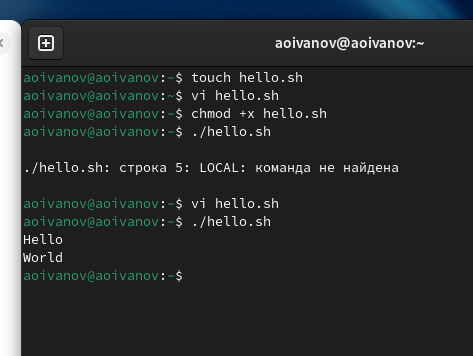 aoivanov@aoivanov:~
aoivanov@aoivanov:~$ touch hello.sh
aoivanov@aoivanov:~$ vi hello.sh
aoivanov@aoivanov:~$ chmod +x hello.sh
aoivanov@aoivanov:~$ ./hello.sh
./hello.sh: строка 5: LOCAL: команда не найдена
aoivanov@aoivanov:~$ vi hello.sh
aoivanov@aoivanov:~$ ./hello.sh
Hello
World
aoivanov@aoivanov:~$